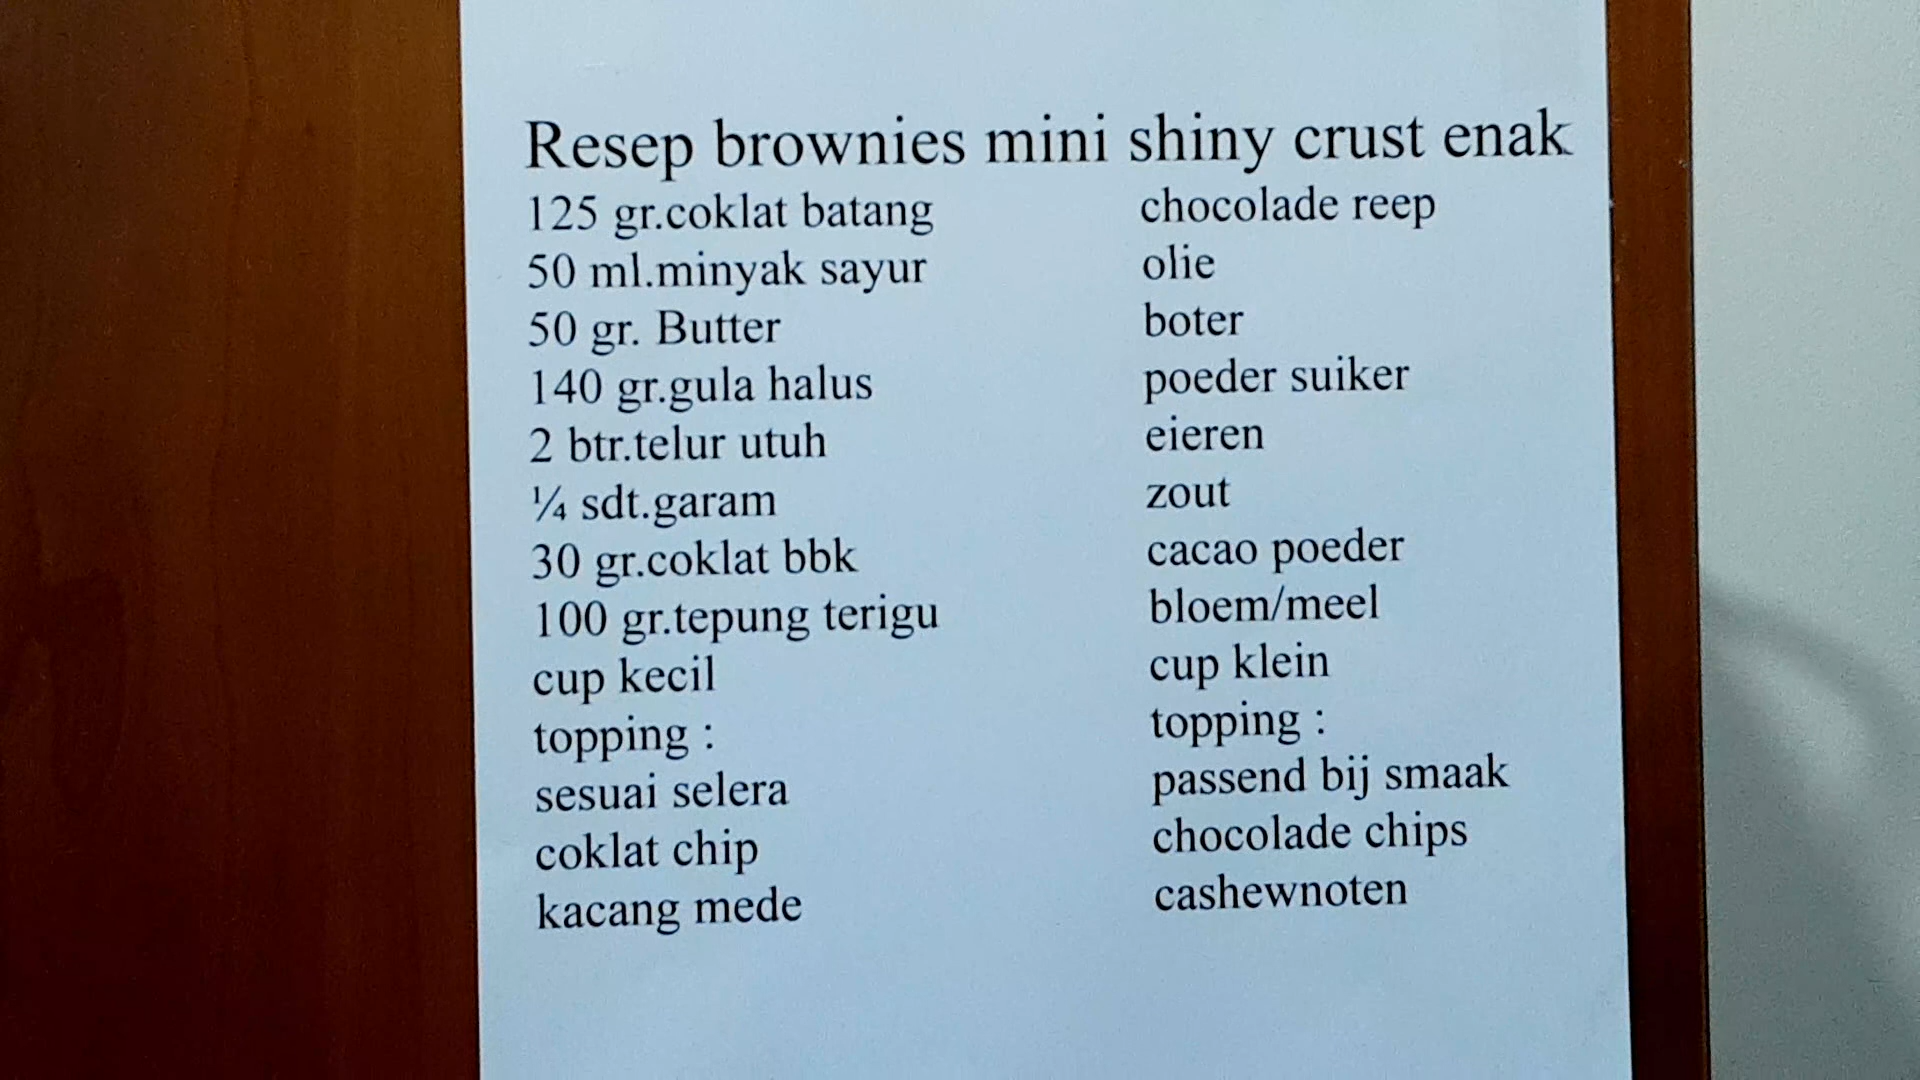 Resep brownies mini shiny crust enak
125 gr.coklat batang chocolade reep
50 ml.minyak sayur olie
50 gr. Butter boter
140 gr.gula halus poeder suiker
2 btr.telur utuh eieren
¼ sdt.garam zout
30 gr.coklat bbk cacao poeder
100 gr.tepung terigu bloem/meel
cup kecil cup klein
topping : topping :
sesuai selera passend bij smaak
coklat chip chocolade chips
kacang mede cashewnoten